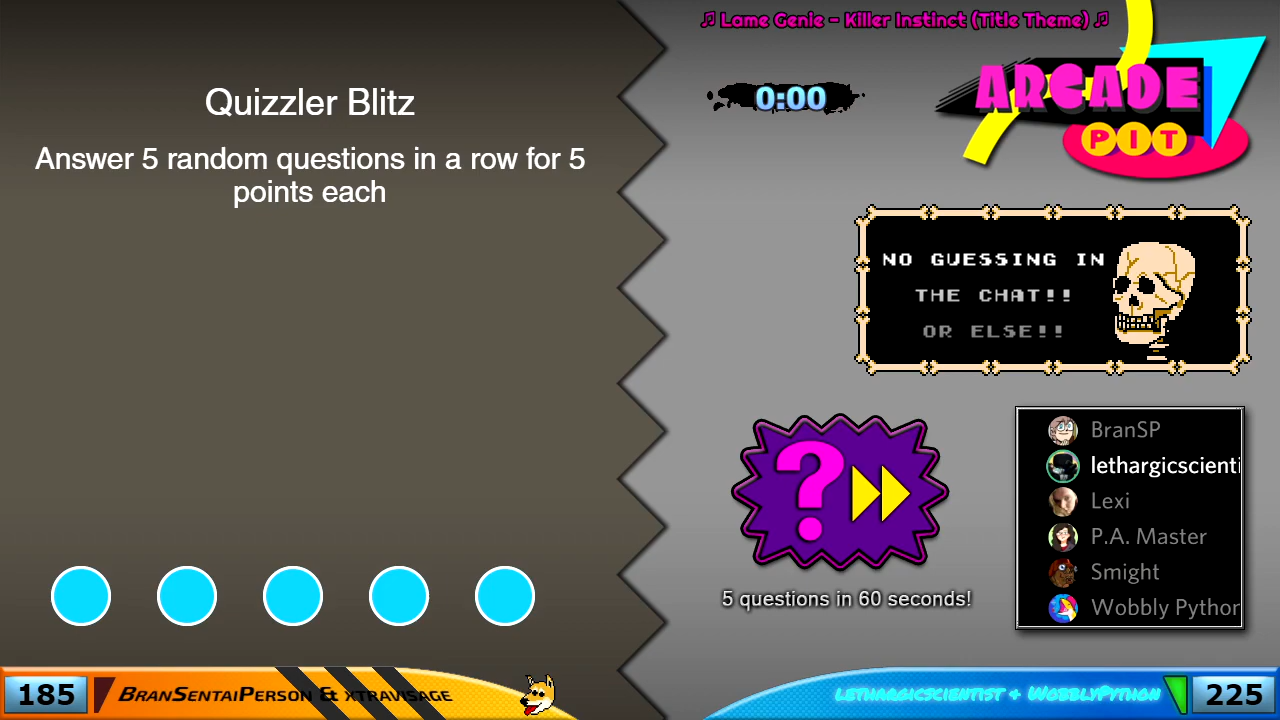 ♫ Lame Genie - Killer Instinct (Title Theme) ♫
Quizzler Blitz
Answer 5 random questions in a row for 5
points each
0:00
ARCADE
PIT
NO GUESSING IN
THE CHAT!!
OR ELSE!!
?
5 questions in 60 seconds!
BranSP
lethargicscienti
Lexi
P.A. Master
Smight
Wobbly Python
185
BranSentaiPerson & xtravisage
lethargicscientist + WobblyPython
225